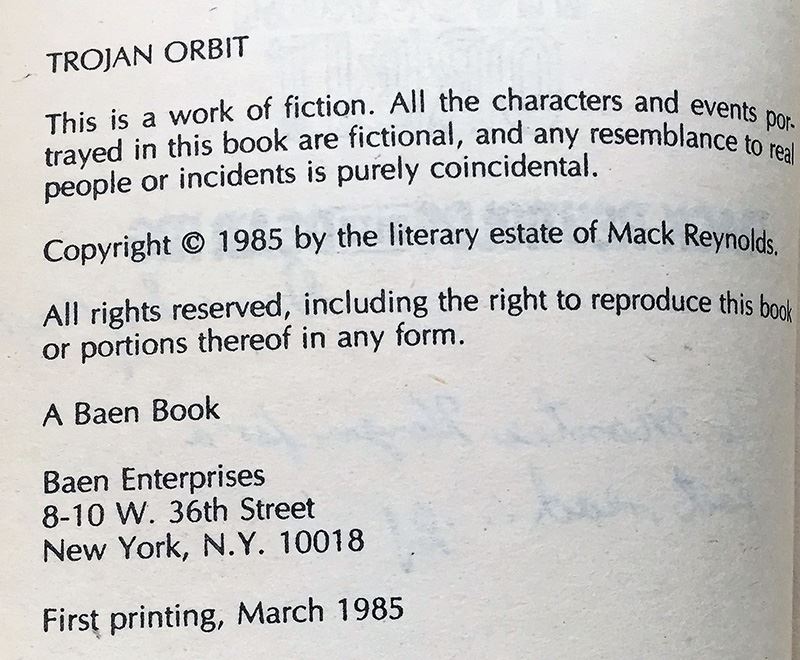 TROJAN ORBIT
This is a work of fiction. All the characters and events por-
trayed in this book are fictional, and any resemblance to real
people or incidents is purely coincidental.
Copyright © 1985 by the literary estate of Mack Reynolds.
All rights reserved, including the right to reproduce this book
or portions thereof in any form.
A Baen Book
Baen Enterprises
8-10 W. 36th Street
New York, N.Y. 10018
First printing, March 1985